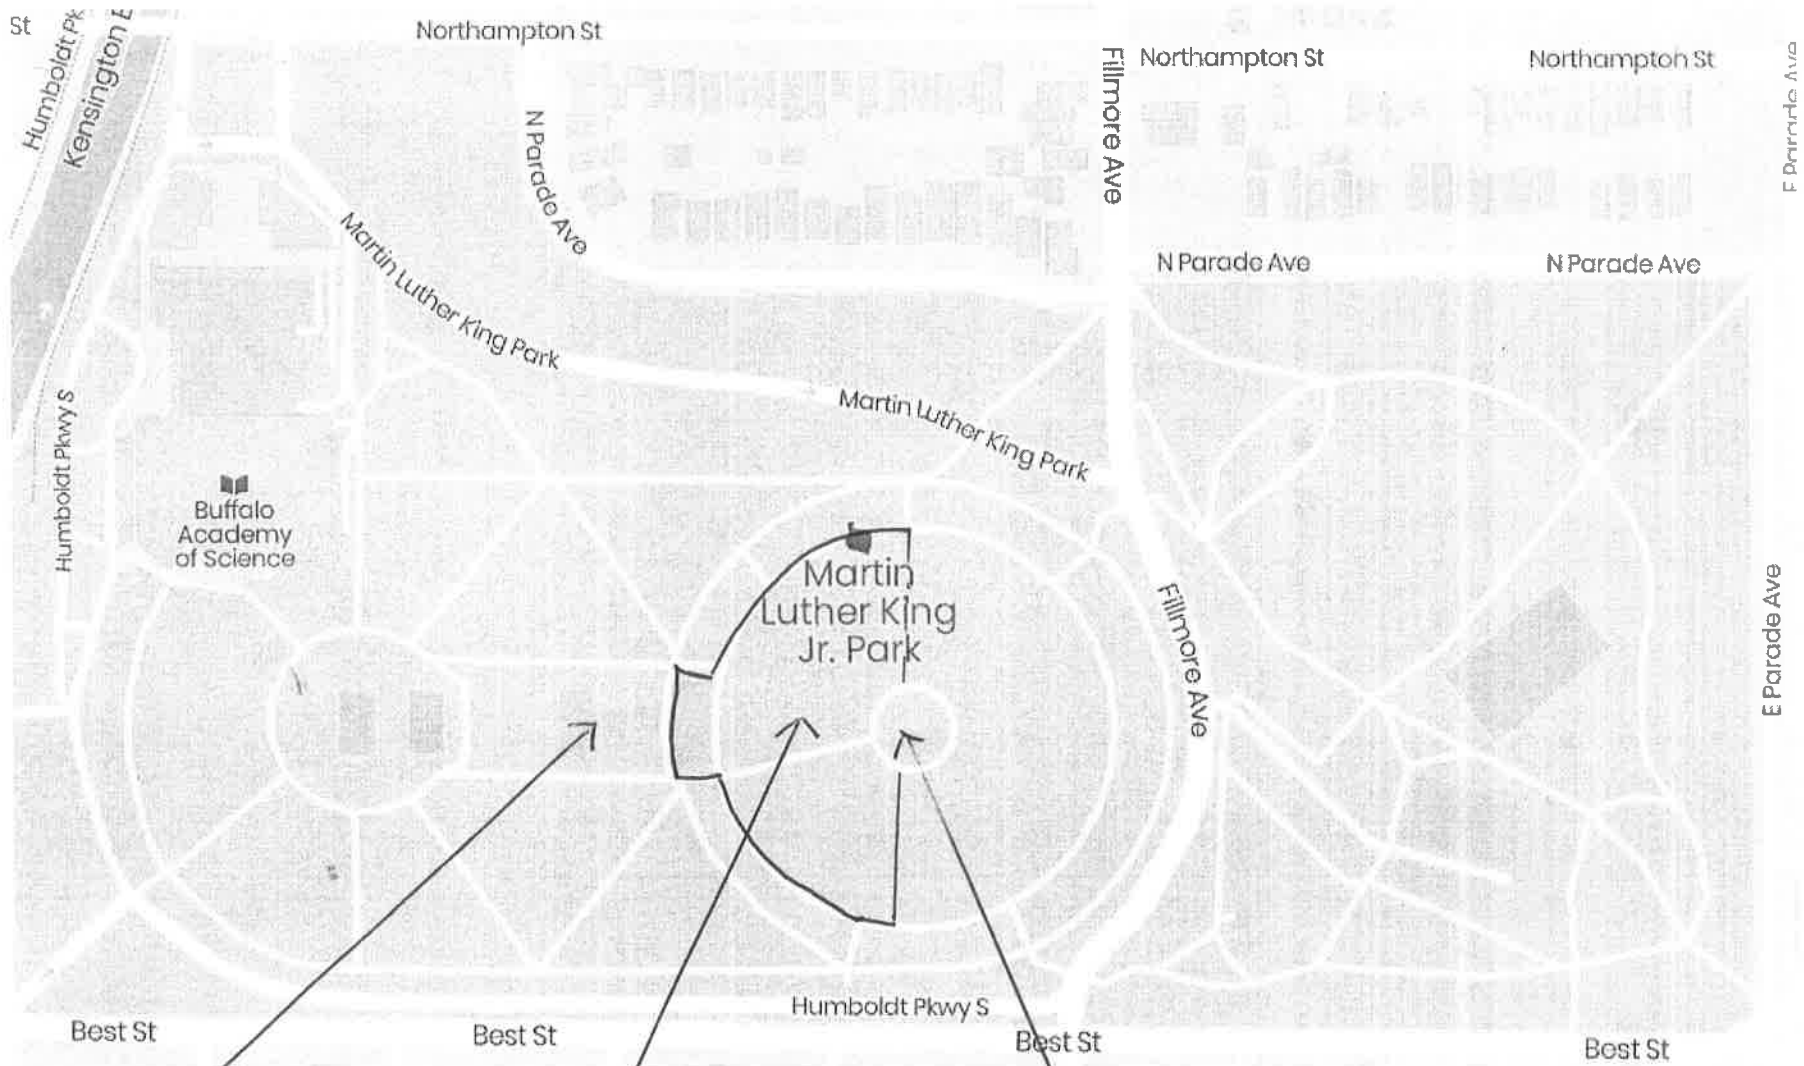 St
Humboldt Pk
Kensington E
Northampton St
Fillmore Ave
Northampton St
Northampton St
E Parade Ave
N Parade Ave
N Parade Ave
N Parade Ave
Martin Luther King Park
Martin Luther King Park
Humboldt Pkwy S
Buffalo
Academy
of Science
Martin
Luther King
Jr. Park
Fillmore Ave
E Parade Ave
Humboldt Pkwy S
Best St
Best St
Best St
Best St